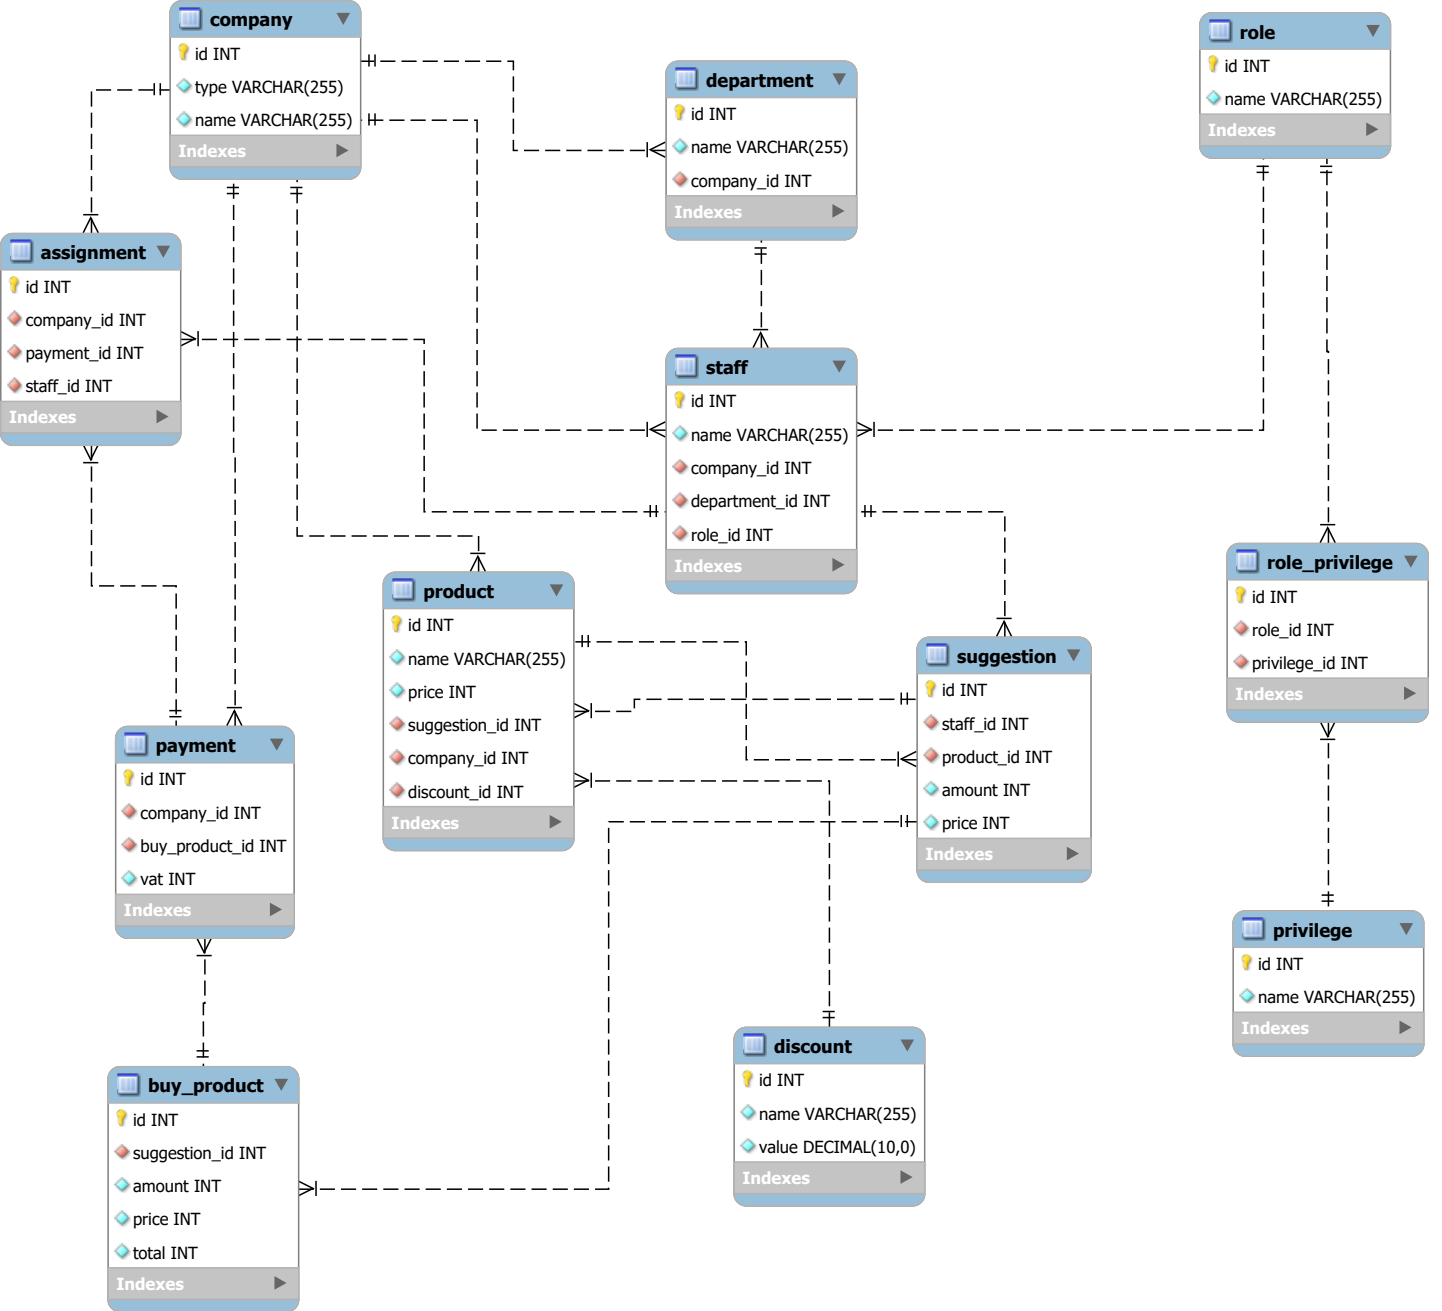 company
id INT
type VARCHAR(255)
name VARCHAR(255)
Indexes
department
id INT
name VARCHAR(255)
company_id INT
Indexes
role
id INT
name VARCHAR(255)
Indexes
assignment
id INT
company_id INT
payment_id INT
staff_id INT
Indexes
staff
id INT
name VARCHAR(255)
company_id INT
department_id INT
role_id INT
Indexes
product
id INT
name VARCHAR(255)
price INT
suggestion_id INT
company_id INT
discount_id INT
Indexes
suggestion
id INT
staff_id INT
product_id INT
amount INT
price INT
Indexes
role_privilege
id INT
role_id INT
privilege_id INT
Indexes
payment
id INT
company_id INT
buy_product_id INT
vat INT
Indexes
privilege
id INT
name VARCHAR(255)
Indexes
discount
id INT
name VARCHAR(255)
value DECIMAL(10,0)
Indexes
buy_product
id INT
suggestion_id INT
amount INT
price INT
total INT
Indexes